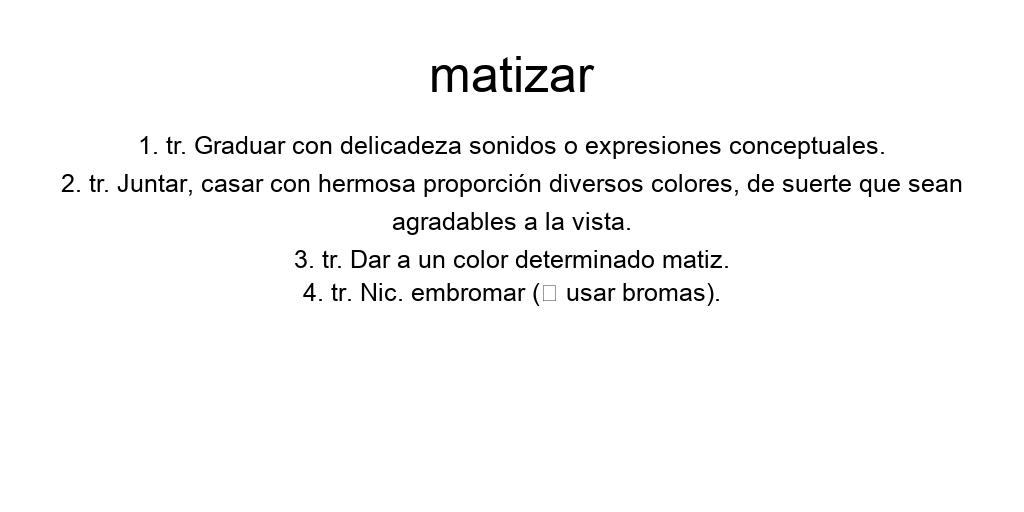 matizar
1. tr. Graduar con delicadeza sonidos o expresiones conceptuales.
2. tr. Juntar, casar con hermosa proporción diversos colores, de suerte que sean
agradables a la vista.
3. tr. Dar a un color determinado matiz.
4. tr. Nic. embromar (□ usar bromas).